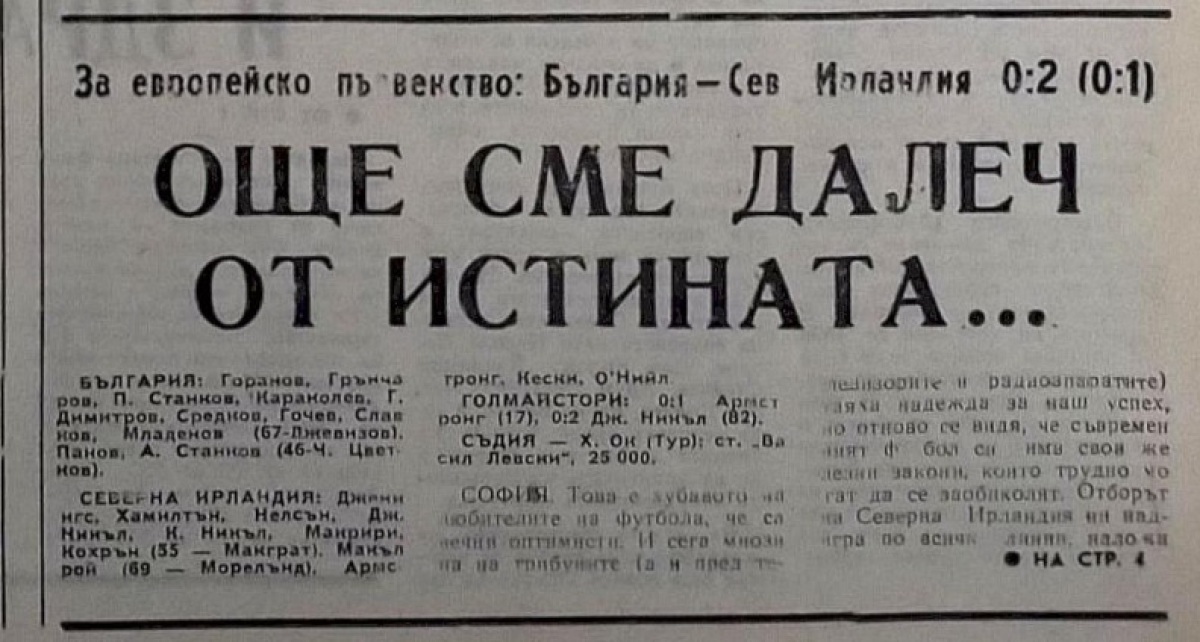 За европейско първенство: България — Сев Ирландия 0:2 (0:1)
ОЩЕ СМЕ ДАЛЕЧ
ОТ ИСТИНАТА...
БЪЛГАРИЯ: Горанов, Грънча
ров, П. Станков, Караколев, Г.
Димитров, Средков, Гочев, Слав
ков, Младенов (67-Джевизов),
Панов, А. Станков (46-Ч. Цвет-
ков).
СЕВЕРНА ИРЛАНДИЯ: Дженни
нгс, Хамилтън, Нелсън, Дж.
Никъл, К. Никъл, Макрири,
Кохрън (55 — Макграт), Макъл
рой (69 — Морелънд), Армс-
тронг, Кески, О'Нийл.
ГОЛМАЙСТОРИ: 0:1 Армст
ронг (17), 0:2 Дж. Никъл (82).
СЪДИЯ — Х. Ок (Тур); ст. „Ва
сил Левски“, 25 000.
СОФИЯ. Това е хубавото на
любителите на футбола, че са
вечни оптимисти. И сега мнози
на на трибуните (а и пред те-
левизорите и радиоапаратите)
таяха надежда за наш успех,
но отново се видя, че съвремен
ният футбол си има свои же
лезни закони, които трудно мо
гат да се заобиколят. Отборът
на Северна Ирландия ни над-
игра по всички линии, наложи
● НА СТР. 4